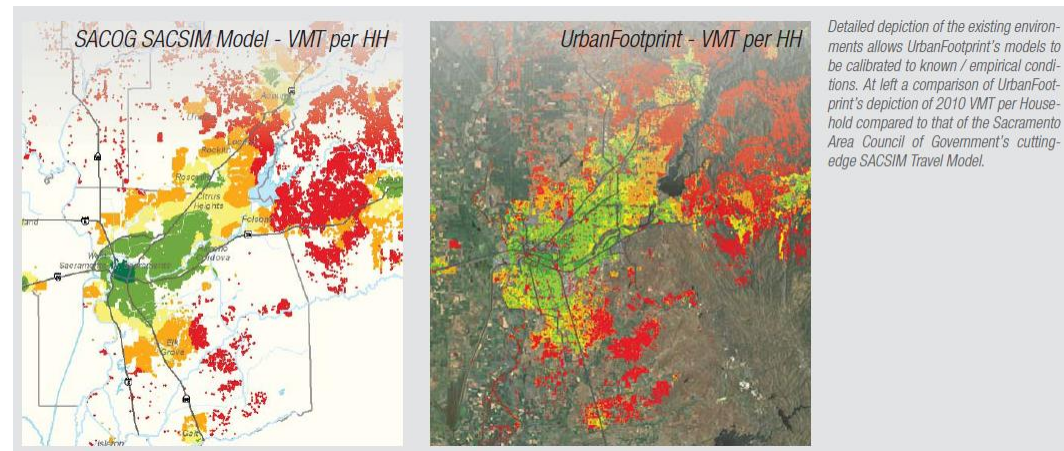 SACOG SACSIM Model - VMT per HH
UrbanFootprint - VMT per HH
Detailed depiction of the existing environ-
ments allows UrbanFootprint's models to
be calibrated to known / empirical condi-
tions. At left a comparison of UrbanFoot-
print's depiction of 2010 VMT per House-
hold compared to that of the Sacramento
Area Council of Government's cutting-
edge SACSIM Travel Model.
Auburn
Rocklin
Roseville
Citrus
Heights
Folsom
Sacramento
Elk
Grove
Galt